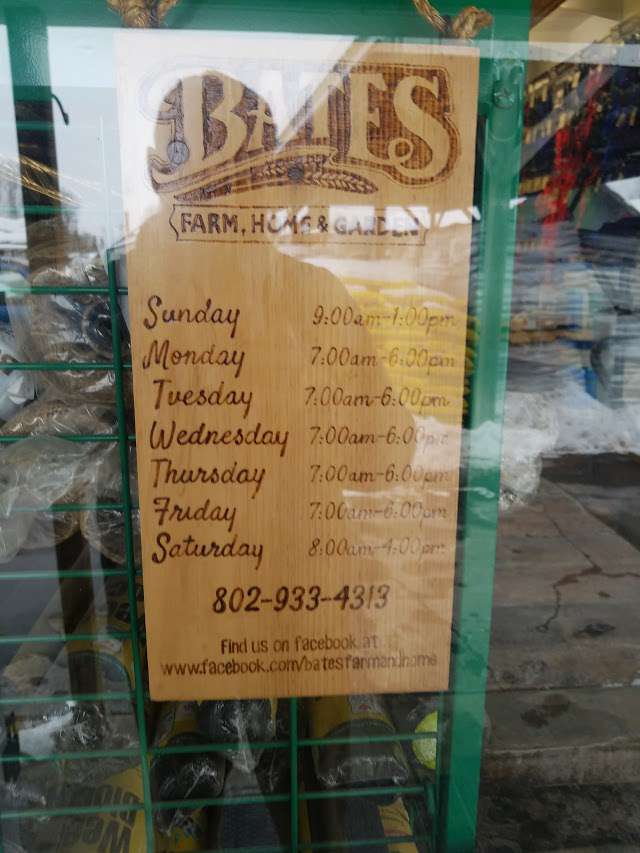 BATES
FARM, HOME & GARDEN
Sunday 9:00am-1:00pm
Monday 7:00am-6:00pm
Tuesday 7:00am-6:00pm
Wednesday 7:00am-6:00pm
Thursday 7:00am-6:00pm
Friday 7:00am-6:00pm
Saturday 8:00am-4:00pm
802-933-4313
Find us on facebook at
www.facebook.com/batesfarmandhome